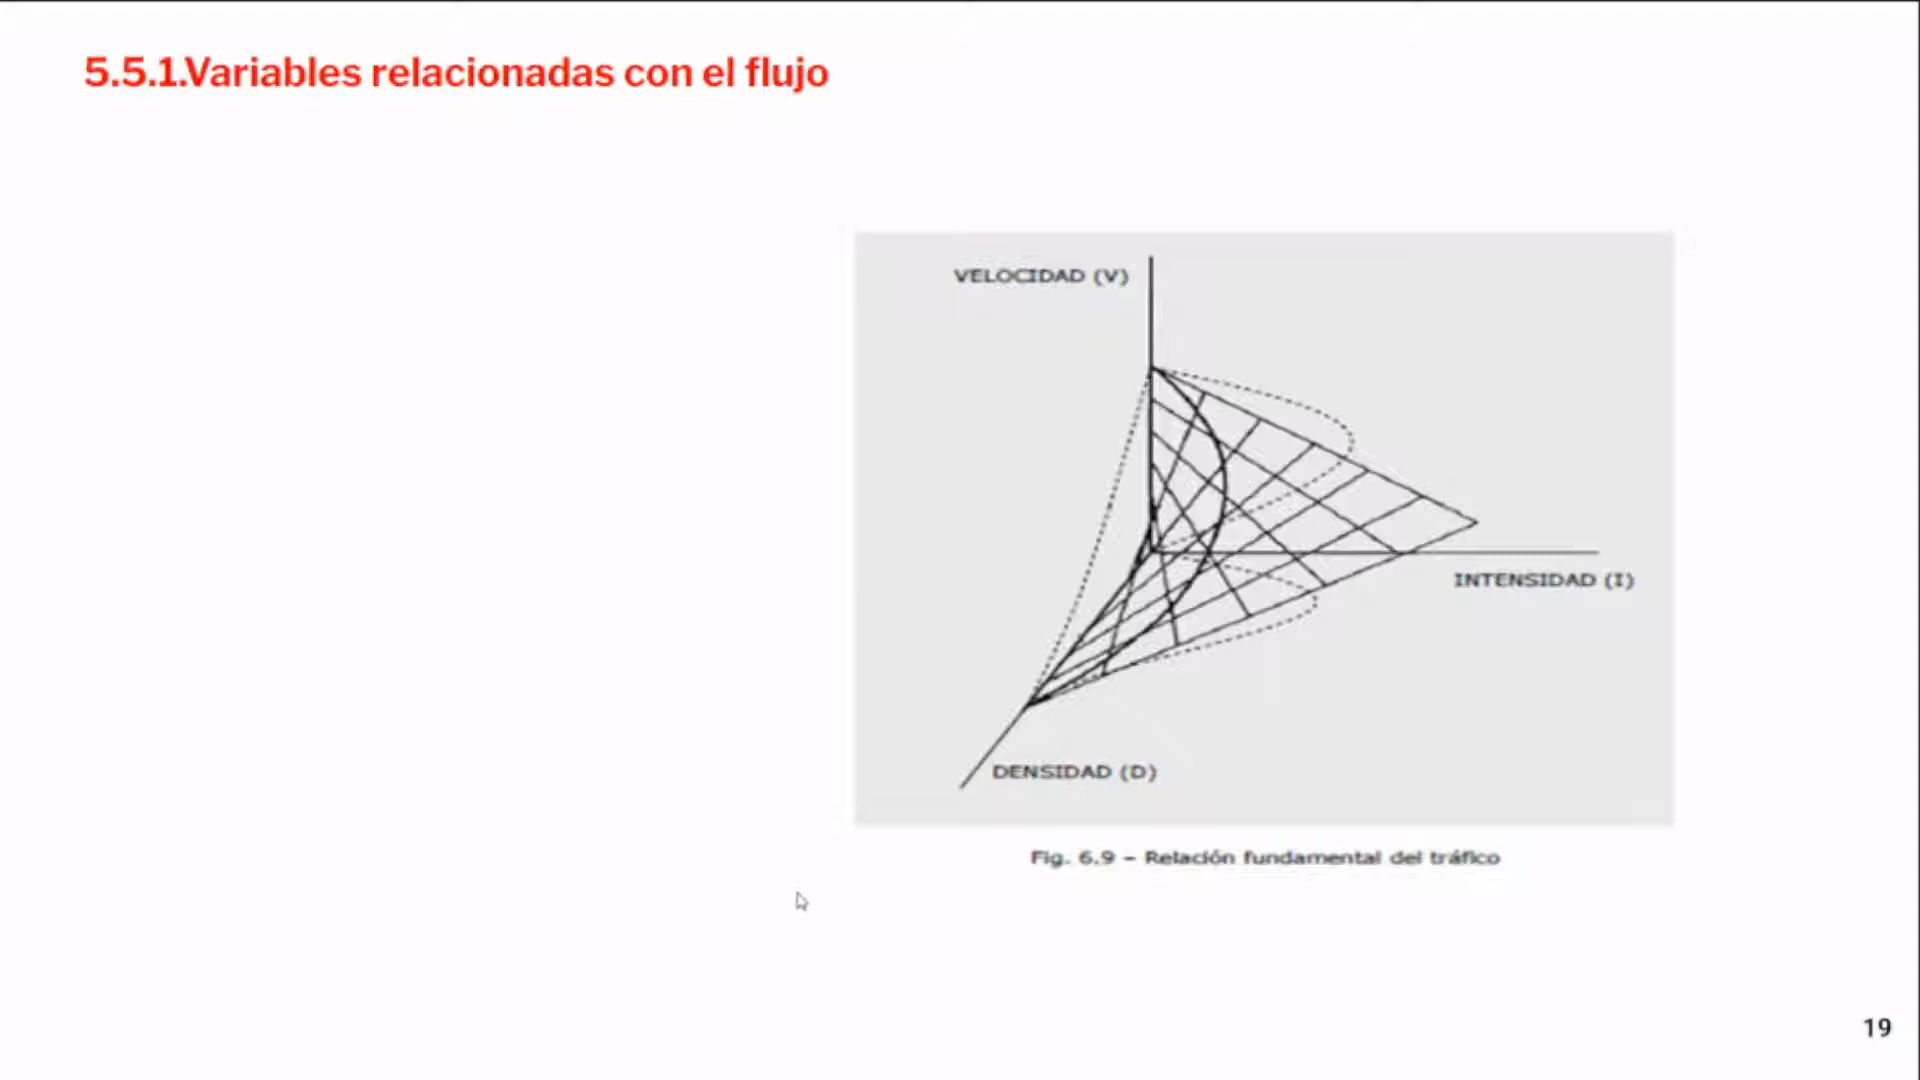 5.5.1.Variables relacionadas con el flujo
VELOCIDAD (V)
INTENSIDAD (I)
DENSIDAD (D)
Fig. 6.9 – Relación fundamental del tráfico
19